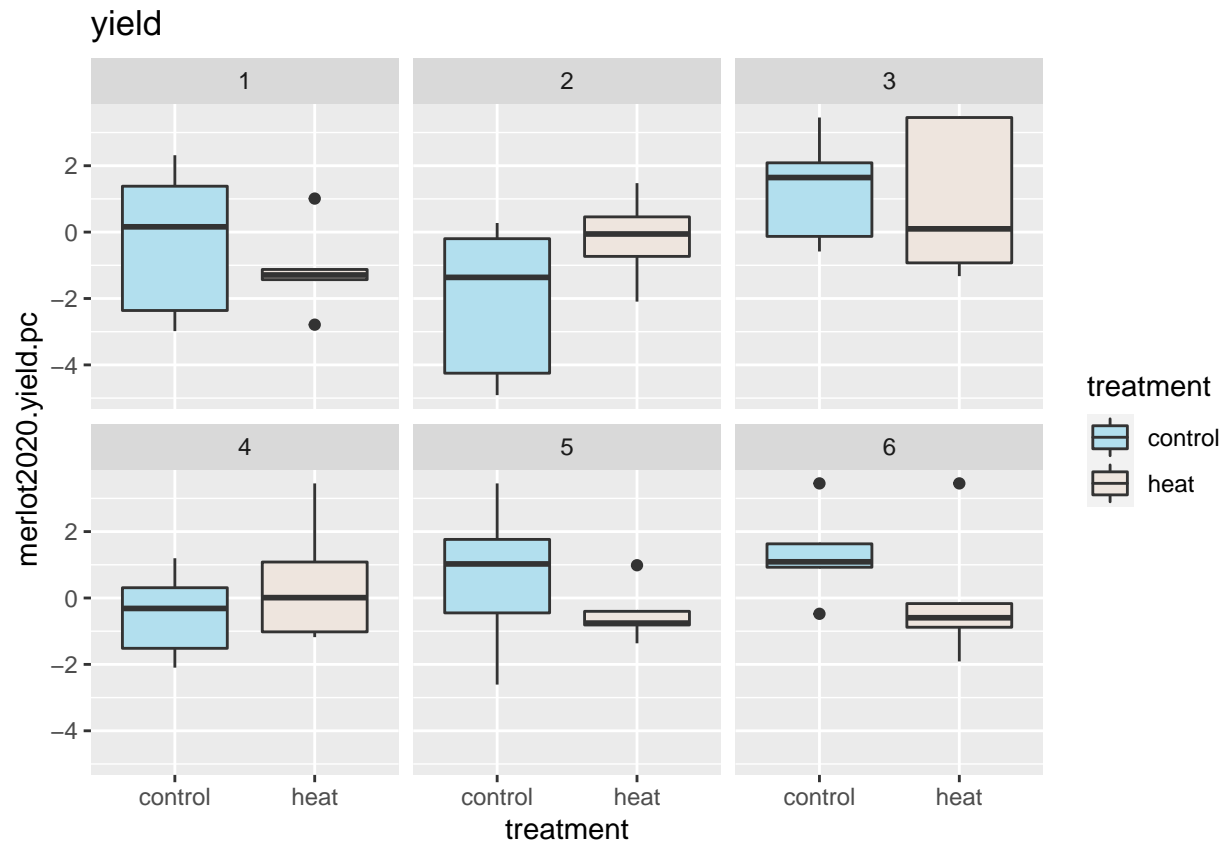 yield
1 2 3
2
0
−2
−4
4 5 6
2
0
−2
−4
control heat control heat control heat
treatment
merlot2020.yield.pc
treatment
control
heat